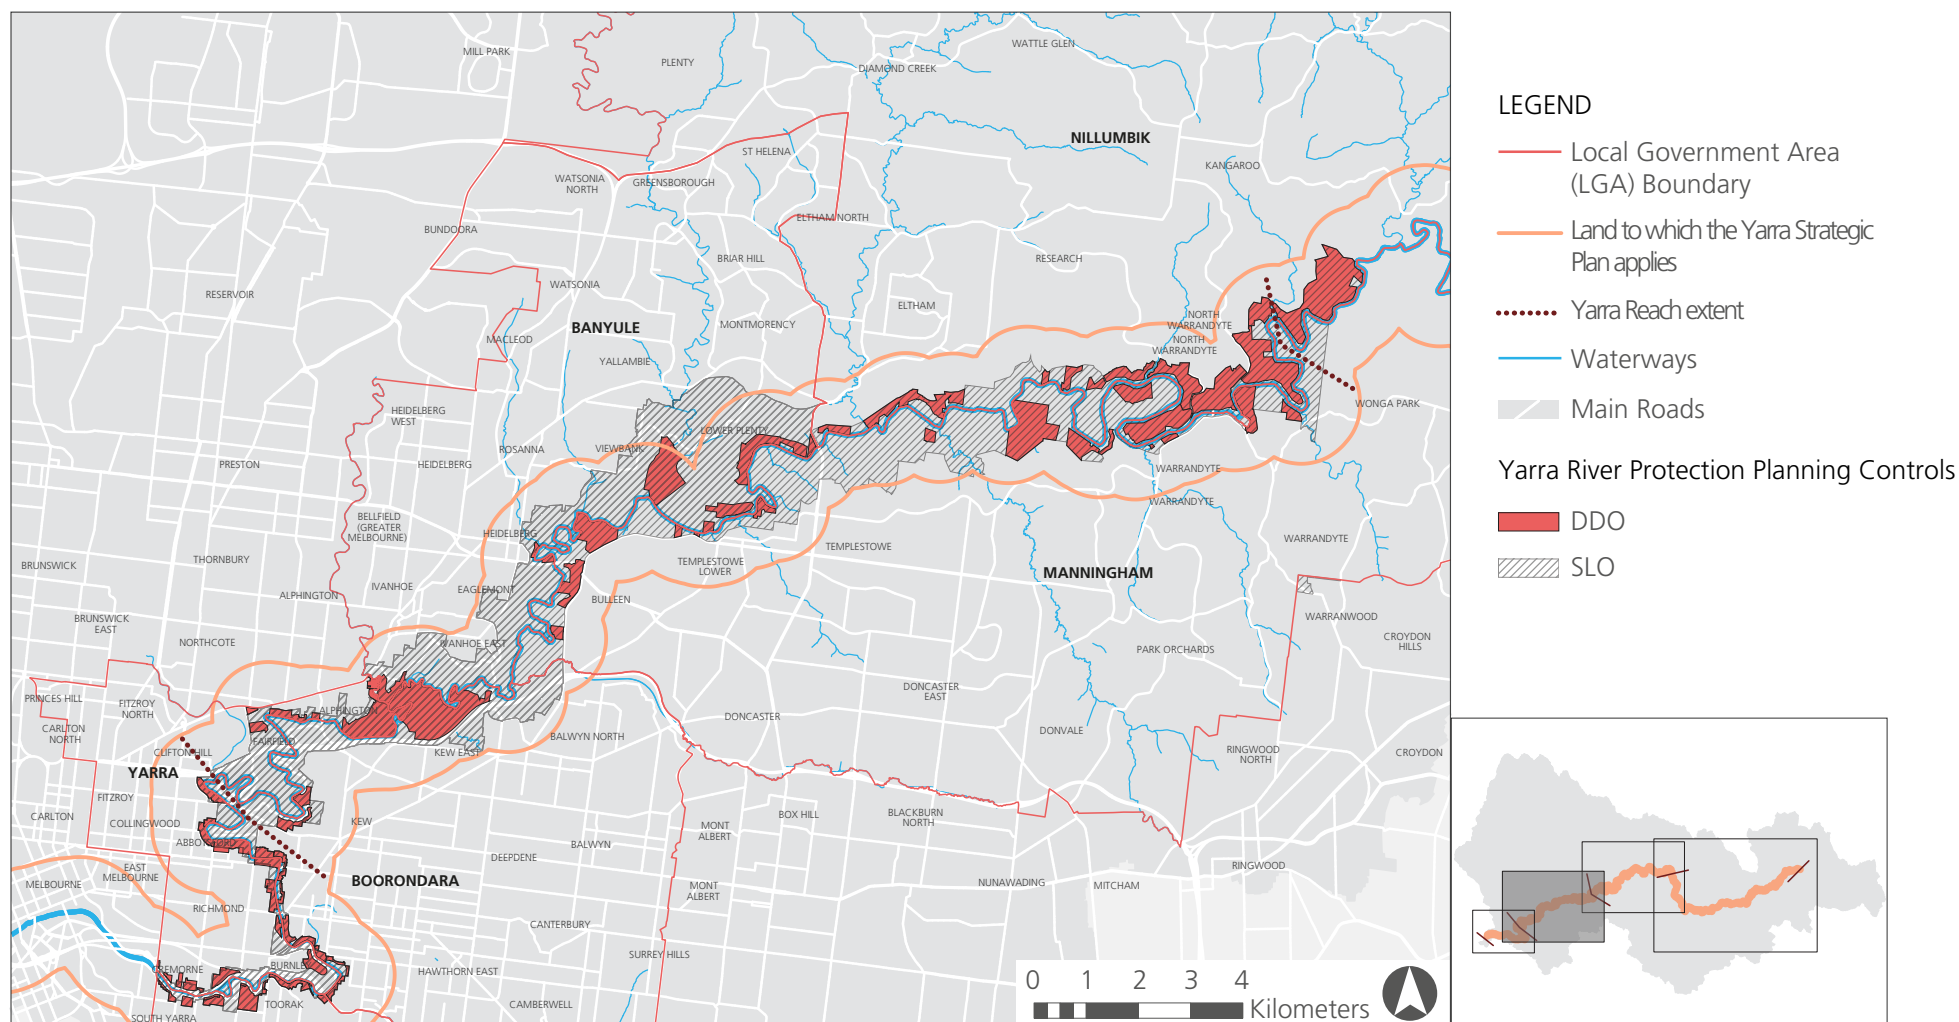 MILL PARK
PLENTY
WATTLE GLEN
DIAMOND CREEK
NILLUMBIK
ST HELENA
KANGAROO
WATSONIA
NORTH
GREENSBOROUGH
ELTHAM NORTH
BUNDOORA
BRIAR HILL
RESEARCH
WATSONIA
RESERVOIR
ELTHAM
BANYULE
MONTMORENCY
NORTH
WARRANDYTE
NORTH
WARRANDYTE
MACLEOD
YALLAMBIE
WONGA PARK
HEIDELBERG
WEST
LOWER PLENTY
ROSANNA
VIEWBANK
PRESTON
HEIDELBERG
WARRANDYTE
WARRANDYTE
BELLFIELD
(GREATER
MELBOURNE)
HEIDELBERG
WARRANDYTE
TEMPLESTOWE
THORNBURY
TEMPLESTOWE
LOWER
BRUNSWICK
MANNINGHAM
IVANHOE
EAGLEMONT
ALPHINGTON
BULLEEN
BRUNSWICK
EAST
WARRANWOOD
NORTHCOTE
IVANHOE EAST
CROYDON
HILLS
PARK ORCHARDS
PRINCES HILL
FITZROY
NORTH
DONCASTER
EAST
ALPHINGTON
DONCASTER
CARLTON
NORTH
DONVALE
BALWYN NORTH
FAIRFIELD
CLIFTON HILL
KEW EAST
RINGWOOD
NORTH
CROYDON
YARRA
FITZROY
CARLTON
COLLINGWOOD
KEW
BOX HILL
BLACKBURN
NORTH
MONT
ALBERT
ABBOTSFORD
BALWYN
DEEPDENE
EAST
MELBOURNE
RINGWOOD
MELBOURNE
BOORONDARA
NUNAWADING
MITCHAM
MONT
ALBERT
RICHMOND
CANTERBURY
SURREY HILLS
CREMORNE
BURNLEY
HAWTHORN EAST
TOORAK
CAMBERWELL
SOUTH YARRA
0 1 2 3 4
Kilometers
LEGEND
Local Government Area
(LGA) Boundary
Land to which the Yarra Strategic
Plan applies
Yarra Reach extent
Waterways
Main Roads
Yarra River Protection Planning Controls
DDO
SLO